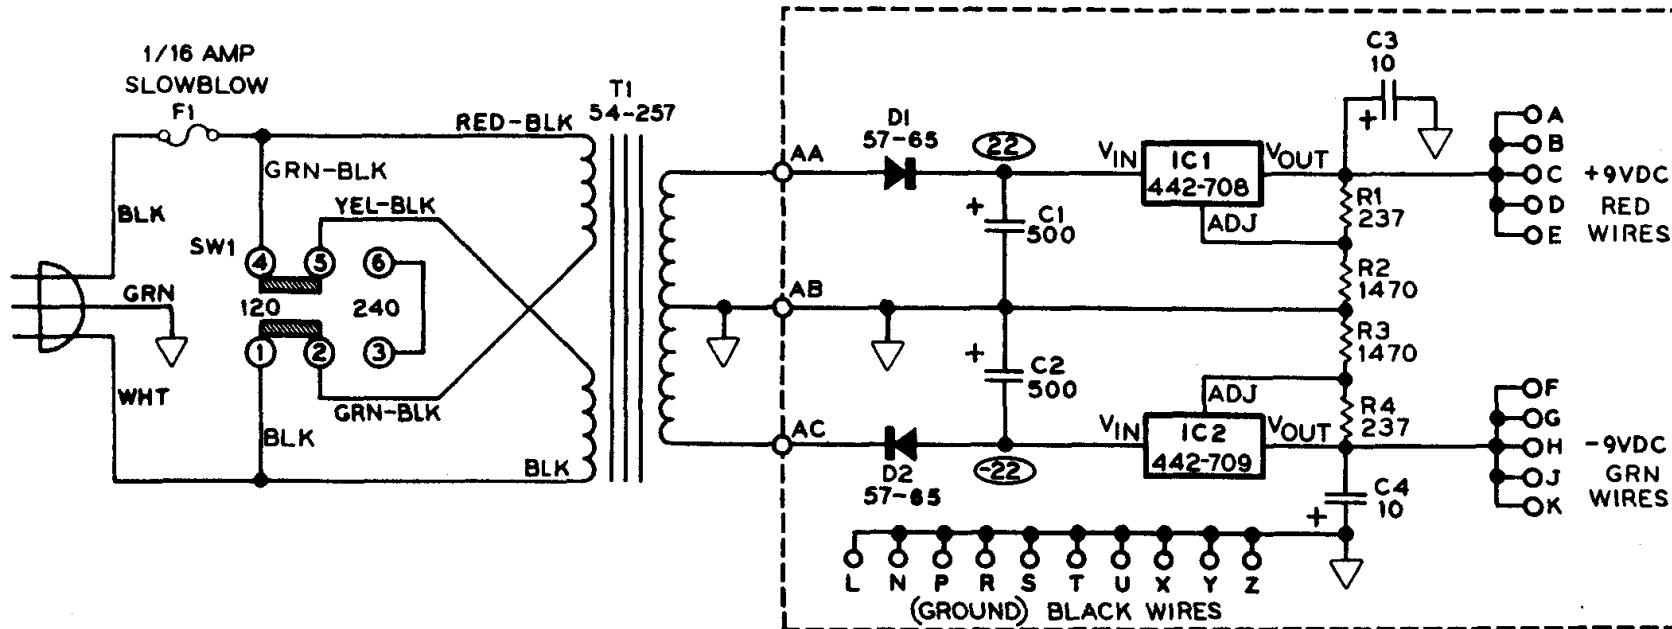 1/16 AMP
SLOWBLOW
F1
T1
54-257
RED-BLK
GRN-BLK
YEL-BLK
BLK
SW1
4
5
6
GRN
120
240
1
2
3
WHT
GRN-BLK
BLK
BLK
AA
AB
AC
D1
57-65
22
+
C1
500
VIN
IC1
442-708
VOUT
ADJ
C3
10
+
R1
237
R2
1470
R3
1470
R4
237
+
C2
500
ADJ
VIN
IC2
442-709
VOUT
D2
57-65
-22
C4
10
+
A
B
C
D
E
+9VDC
RED
WIRES
F
G
H
J
K
-9VDC
GRN
WIRES
L N P R S T U X Y Z
(GROUND) BLACK WIRES